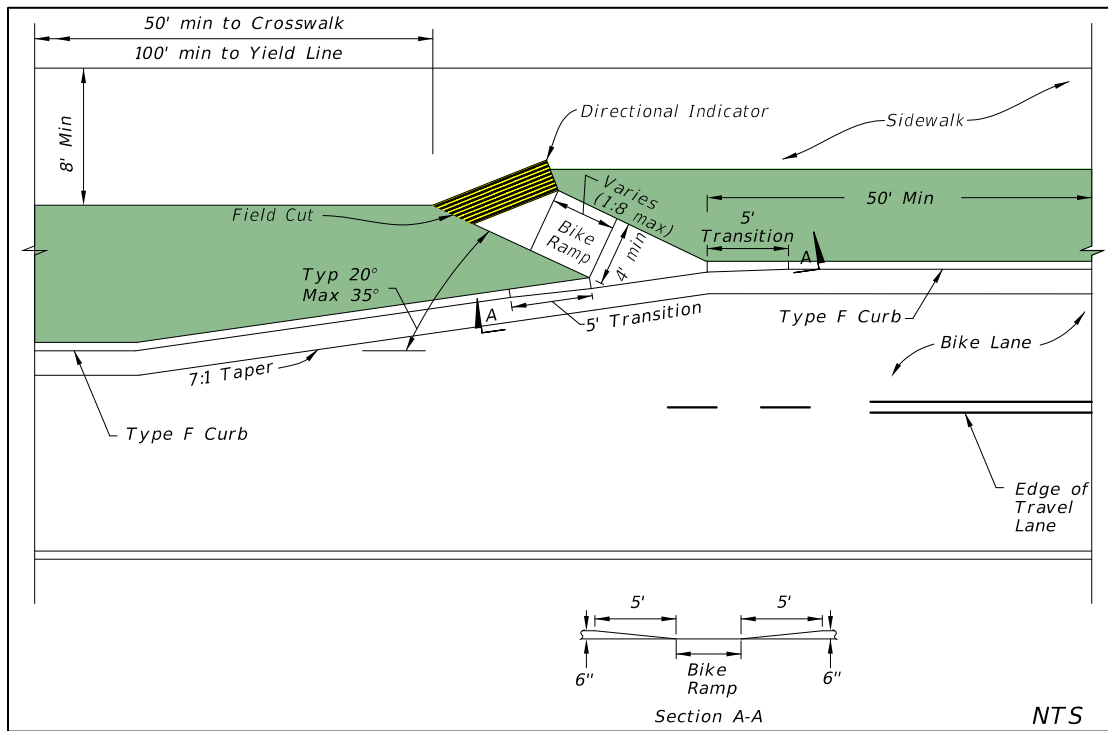 50' min to Crosswalk
100' min to Yield Line
8' Min
Directional Indicator
Sidewalk
Field Cut
Varies
(1:8 max)
50' Min
5'
Transition
Bike
Ramp
4' min
A
Typ 20°
Max 35°
A
5' Transition
Type F Curb
Bike Lane
7:1 Taper
Type F Curb
Edge of
Travel
Lane
5'
5'
6"
Bike
Ramp
6"
Section A-A
NTS